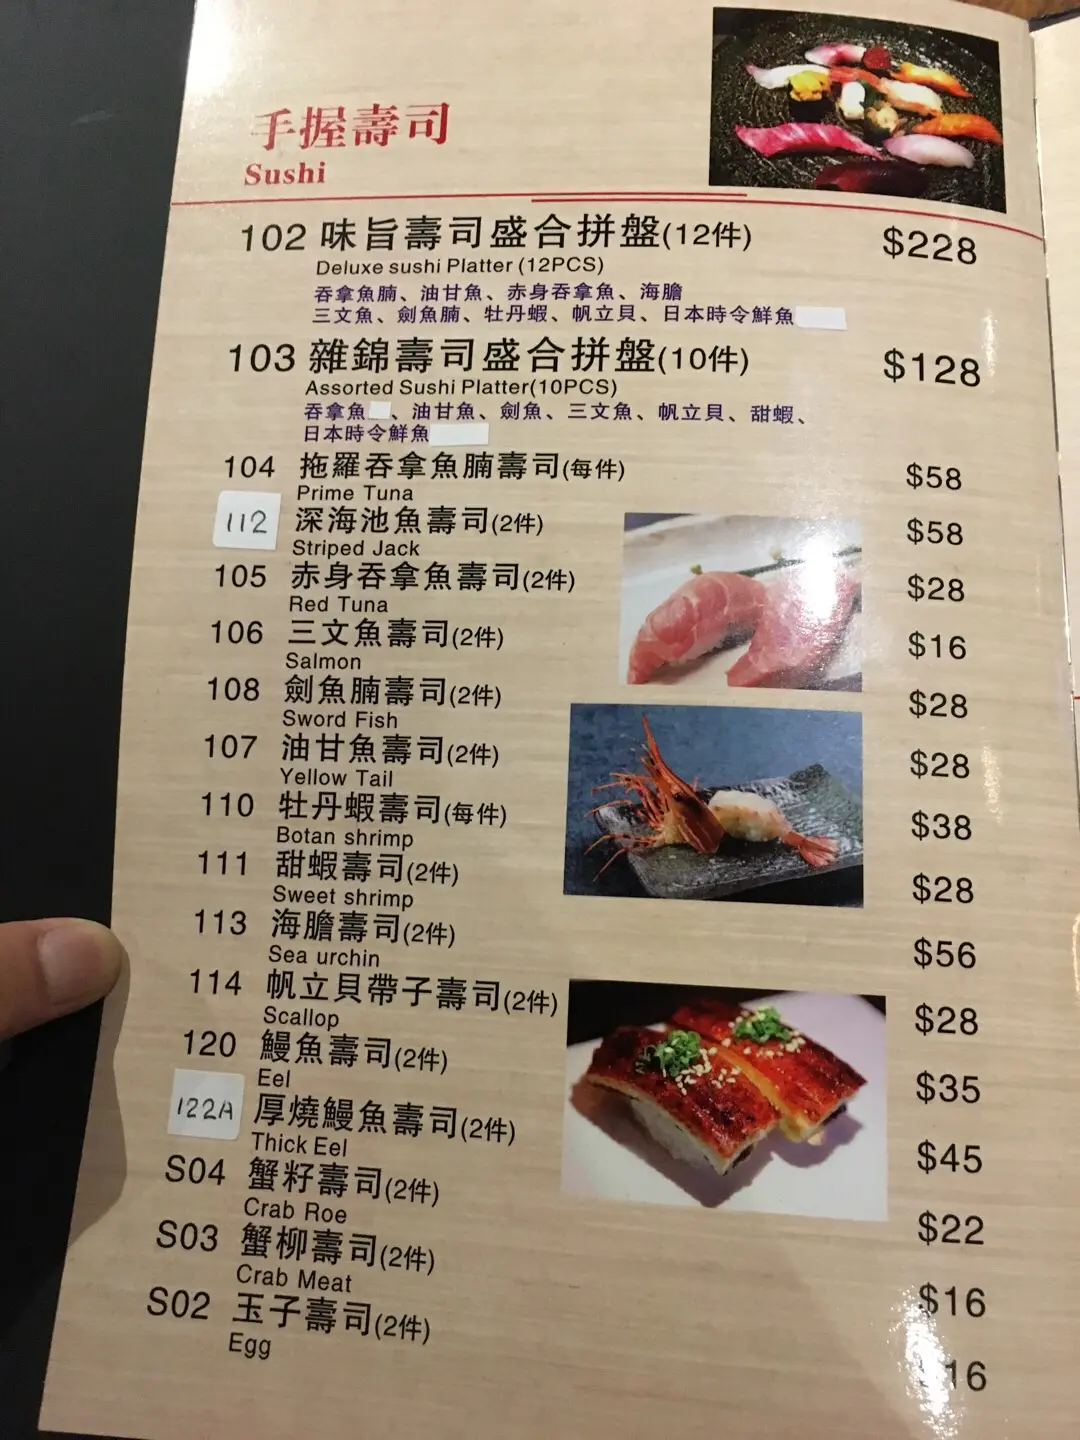 手握壽司
Sushi
102 味旨壽司盛合拼盤(12件) $228
Deluxe sushi Platter (12PCS)
吞拿魚腩、油甘魚、赤身吞拿魚、海膽
三文魚、劍魚腩、牡丹蝦、帆立貝、日本時令鮮魚
103 雜錦壽司盛合拼盤(10件) $128
Assorted Sushi Platter(10PCS)
吞拿魚、油甘魚、劍魚、三文魚、帆立貝、甜蝦、
日本時令鮮魚
104 拖羅吞拿魚腩壽司(每件) $58
Prime Tuna
112 深海池魚壽司(2件) $58
Striped Jack
105 赤身吞拿魚壽司(2件) $28
Red Tuna
106 三文魚壽司(2件) $16
Salmon
108 劍魚腩壽司(2件) $28
Sword Fish
107 油甘魚壽司(2件) $28
Yellow Tail
110 牡丹蝦壽司(每件) $38
Botan shrimp
111 甜蝦壽司(2件) $28
Sweet shrimp
113 海膽壽司(2件) $56
Sea urchin
114 帆立貝帶子壽司(2件) $28
Scallop
120 鰻魚壽司(2件) $35
Eel
122A 厚燒鰻魚壽司(2件) $45
Thick Eel
S04 蟹籽壽司(2件) $22
Crab Roe
S03 蟹柳壽司(2件) $16
Crab Meat
S02 玉子壽司(2件) $16
Egg